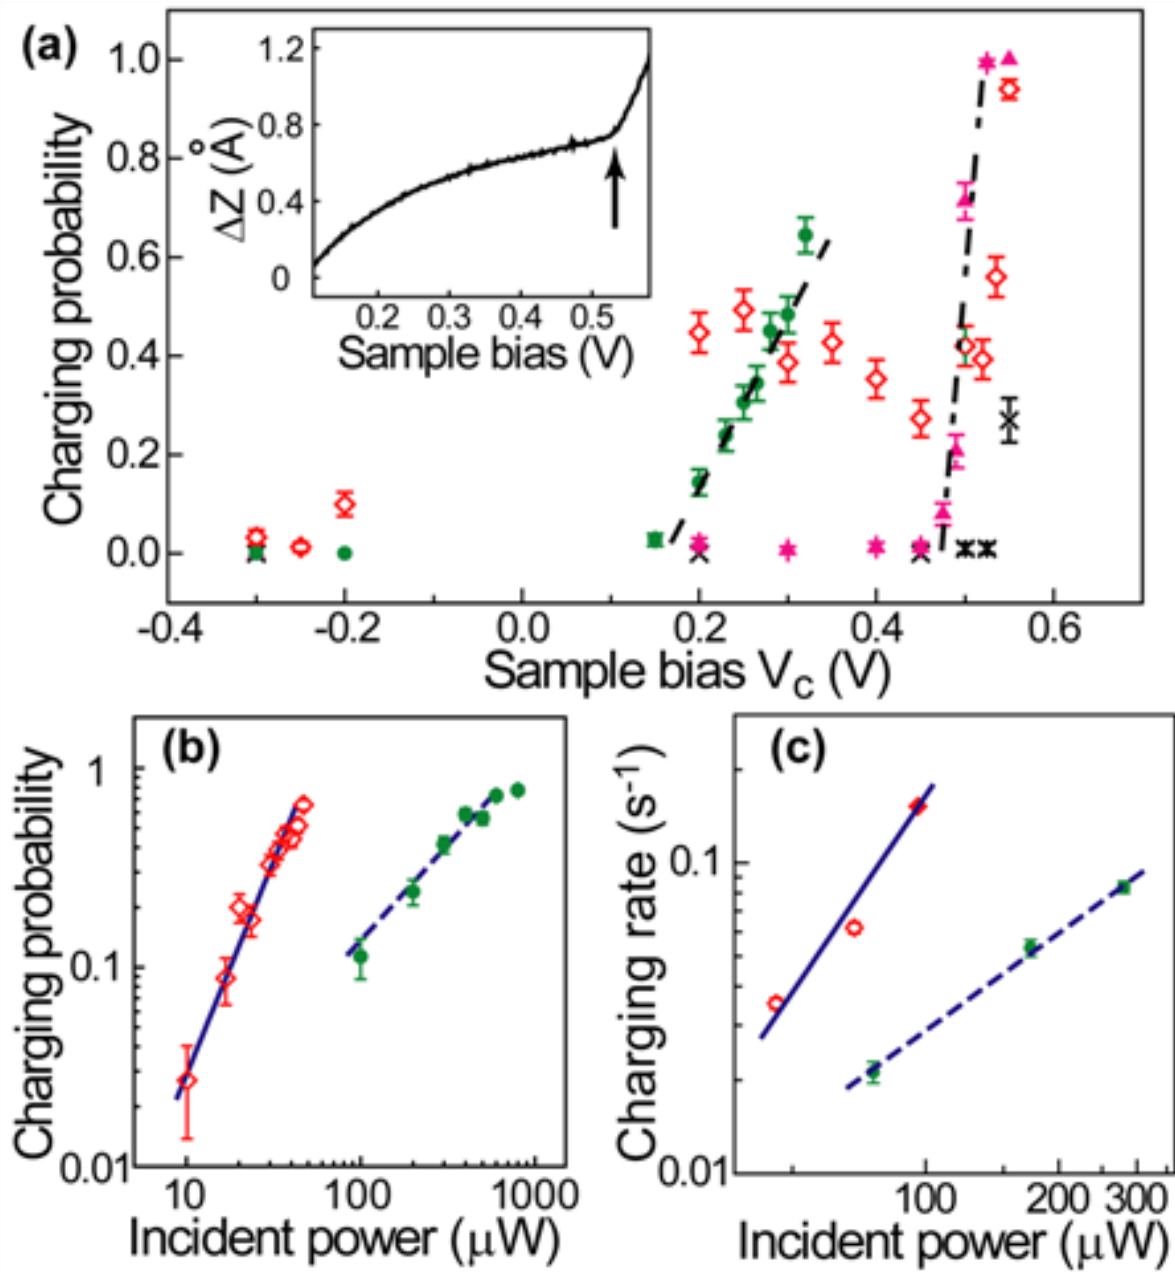 (a)
Charging probability
1.0
0.8
0.6
0.4
0.2
0.0
-0.4
-0.2
0.0
0.2
0.4
0.6
Sample bias V_c (V)
ΔZ (Å)
1.2
0.8
0.4
0
0.2
0.3
0.4
0.5
Sample bias (V)
(b)
Charging probability
1
0.1
0.01
10
100
1000
Incident power (μW)
(c)
Charging rate (s⁻¹)
0.1
0.01
100
200
300
Incident power (μW)